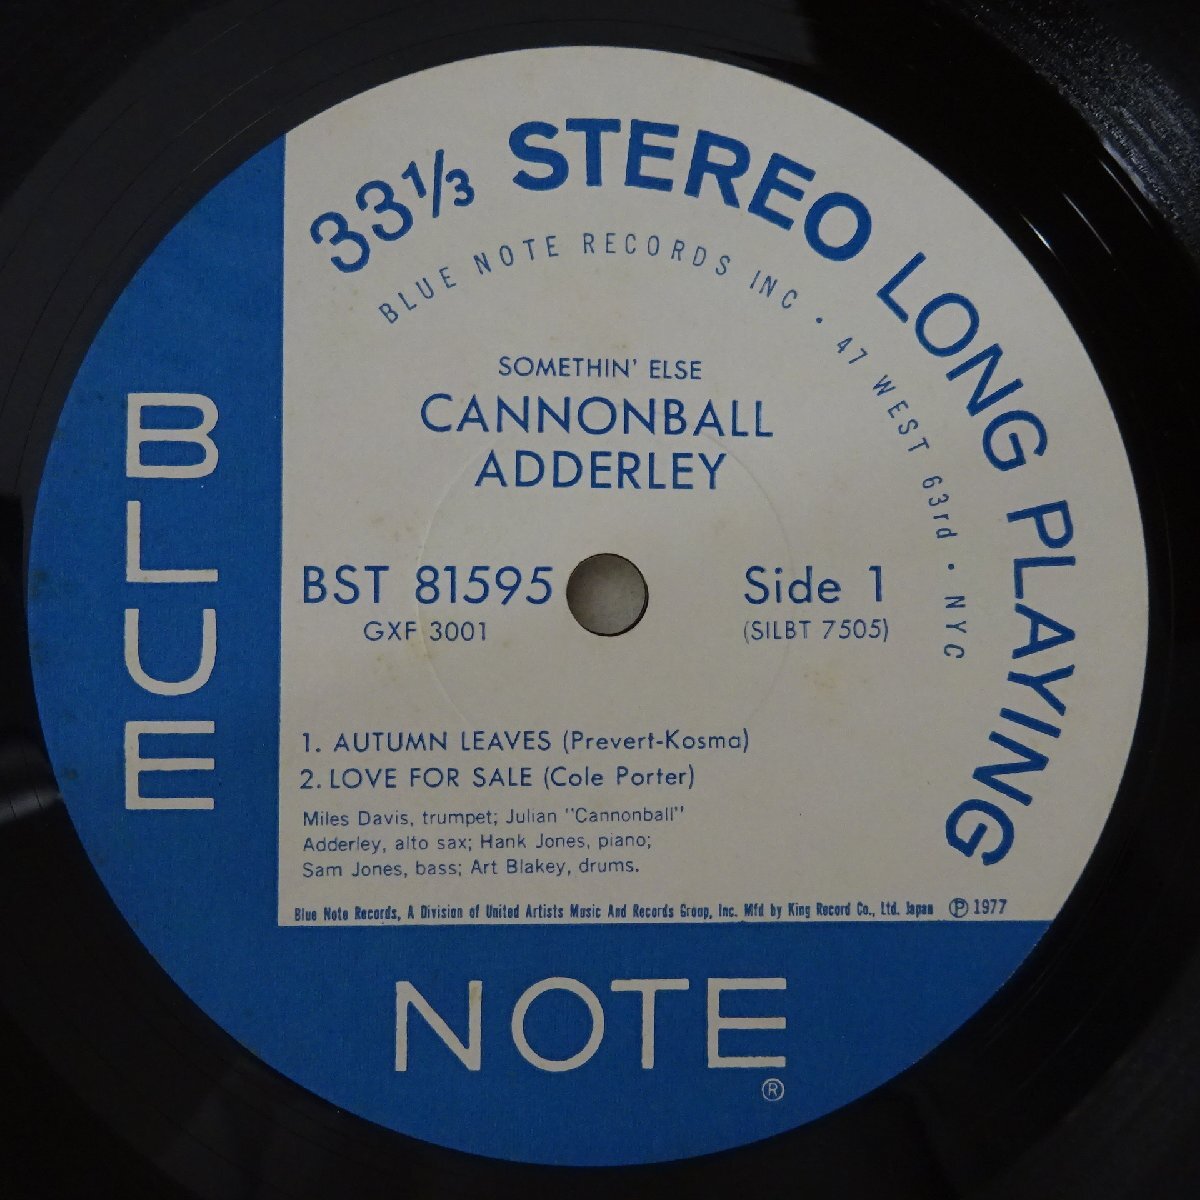 33⅓ STEREO LONG PLAYING
BLUE NOTE RECORDS INC · 47 WEST 63rd · NYC
SOMETHIN' ELSE
CANNONBALL
ADDERLEY
BST 81595
GXF 3001
Side 1
(SILBT 7505)
1. AUTUMN LEAVES (Prevert-Kosma)
2. LOVE FOR SALE (Cole Porter)
Miles Davis, trumpet; Julian "Cannonball"
Adderley, alto sax; Hank Jones, piano;
Sam Jones, bass; Art Blakey, drums.
Blue Note Records, A Division of United Artists Music And Records Group, Inc. Mfd by King Record Co., Ltd. Japan ℗ 1977
BLUE
NOTE
®